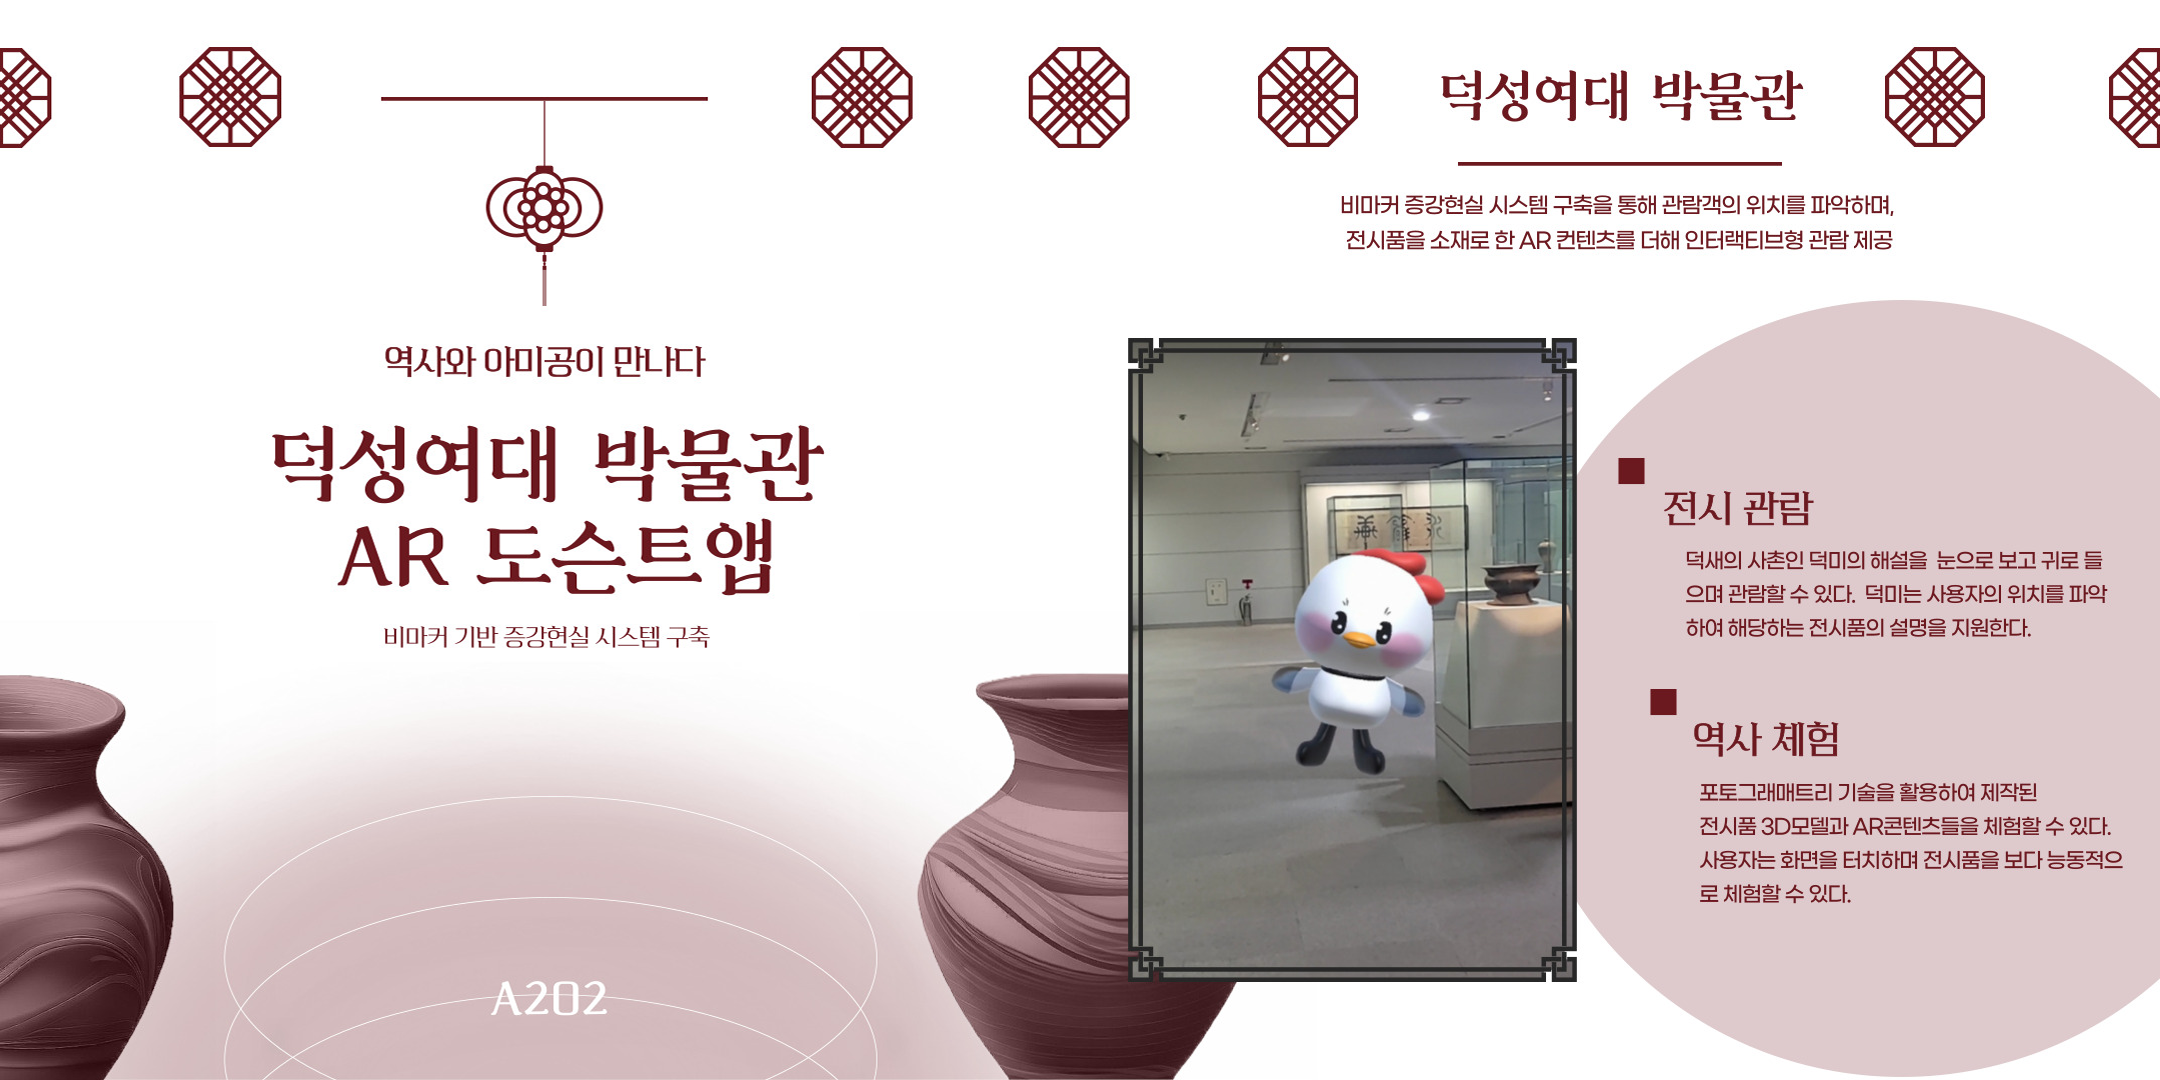 역사와 아미공이 만나다
덕성여대 박물관
AR 도슨트앱
비마커 기반 증강현실 시스템 구축
A202
덕성여대 박물관
비마커 증강현실 시스템 구축을 통해 관람객의 위치를 파악하며,
전시품을 소재로 한 AR 컨텐츠를 더해 인터랙티브형 관람 제공
전시 관람
덕새의 사촌인 덕미의 해설을 눈으로 보고 귀로 들
으며 관람할 수 있다. 덕미는 사용자의 위치를 파악
하여 해당하는 전시품의 설명을 지원한다.
역사 체험
포토그래매트리 기술을 활용하여 제작된
전시품 3D모델과 AR콘텐츠들을 체험할 수 있다.
사용자는 화면을 터치하며 전시품을 보다 능동적으
로 체험할 수 있다.